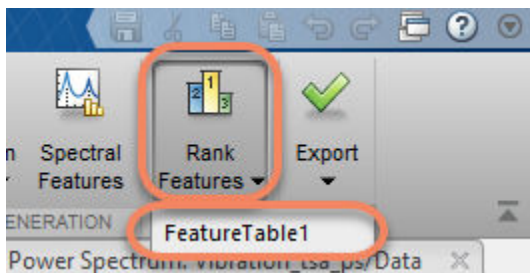 Spectral Features
Rank Features
Export
ENERATION
FeatureTable1
Power Spectrum: Vibration_tsa_ps/Data